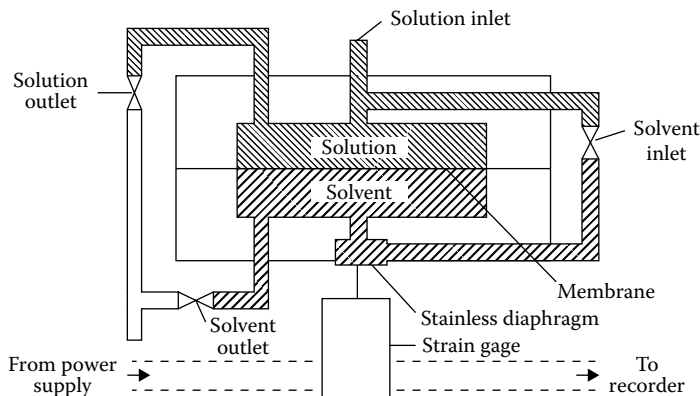 Solution inlet
Solution
outlet
Solvent
inlet
Solution
Solvent
Membrane
Stainless diaphragm
Solvent
outlet
Strain gage
From power
supply
To
recorder